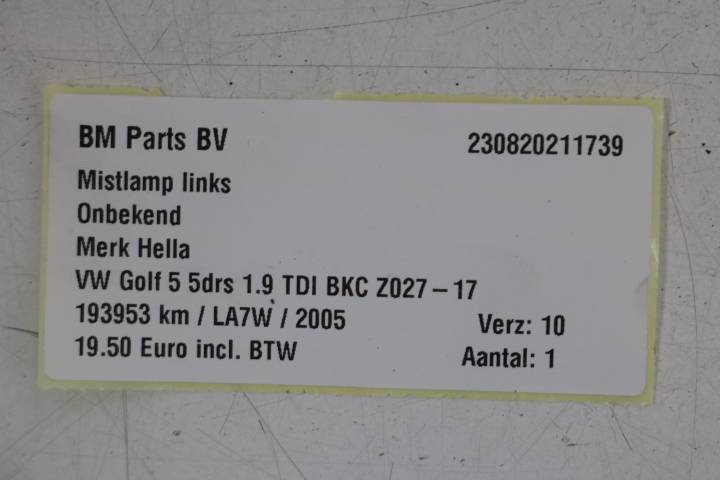 BM Parts BV 230820211739
Mistlamp links
Onbekend
Merk Hella
VW Golf 5 5drs 1.9 TDI BKC Z027 – 17
193953 km / LA7W / 2005 Verz: 10
19.50 Euro incl. BTW Aantal: 1